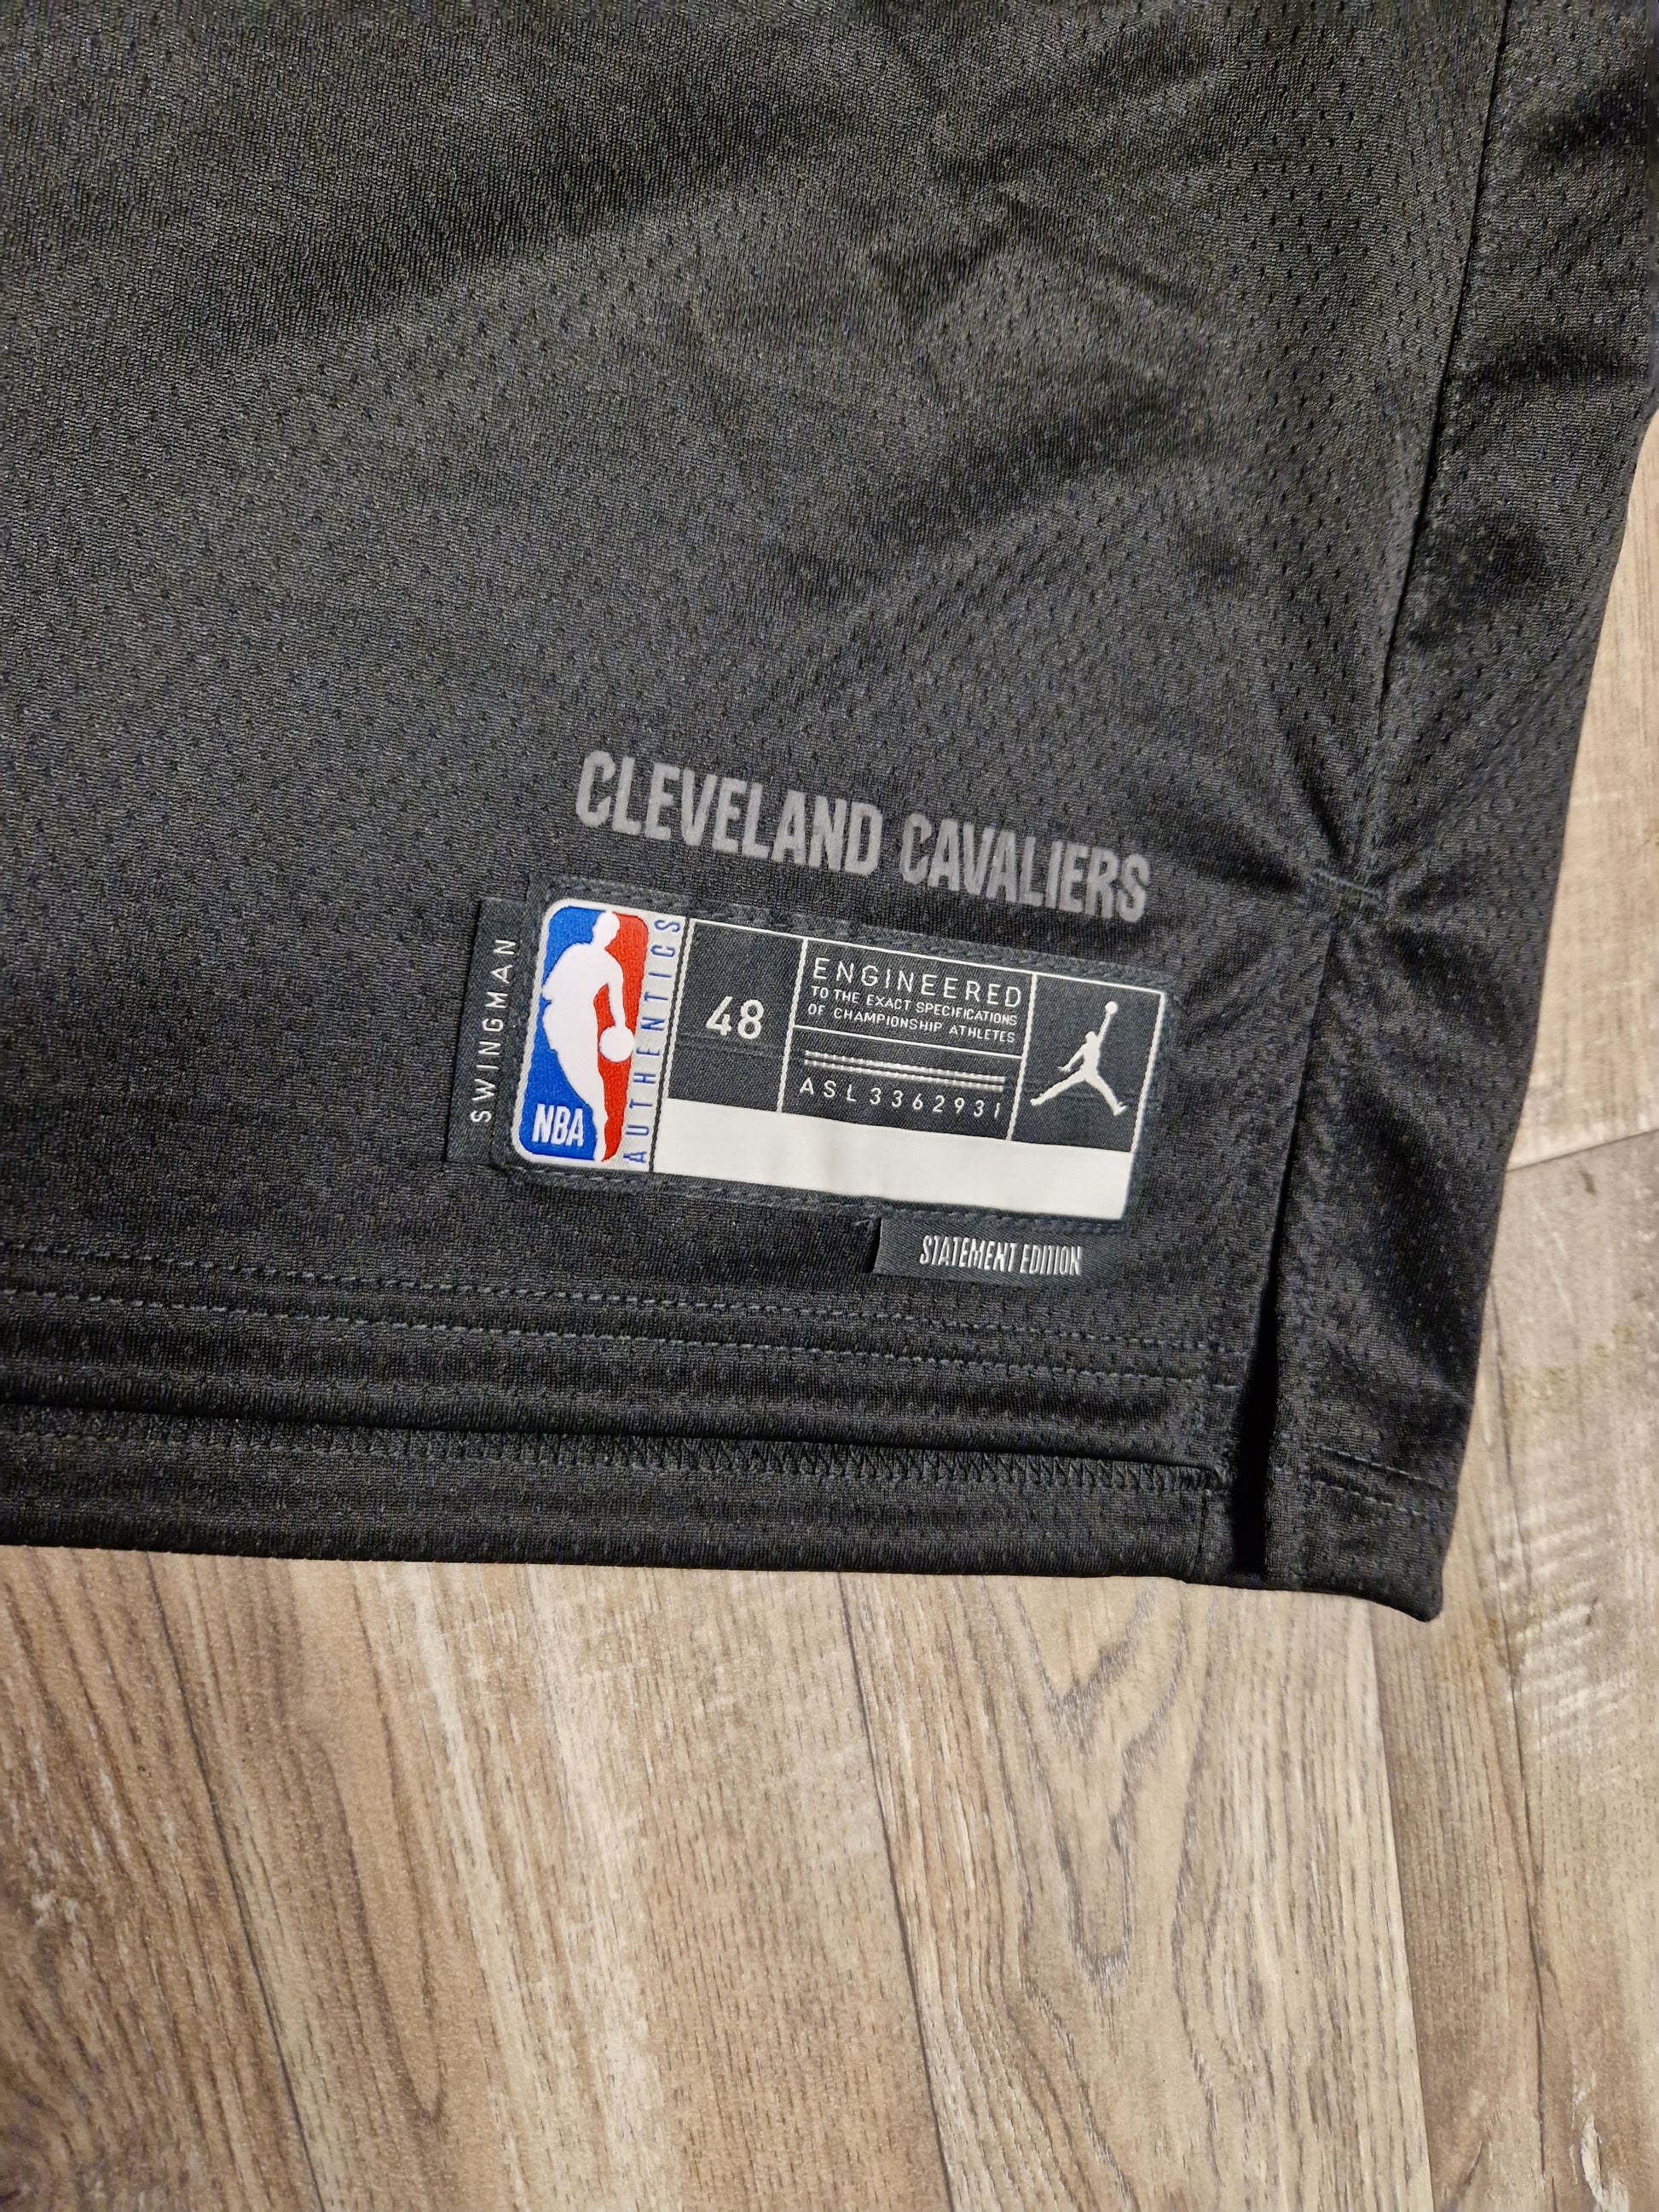 CLEVELAND CAVALIERS
SWINGMAN
NBA
AUTHENTICS
48
ENGINEERED
TO THE EXACT SPECIFICATIONS
OF CHAMPIONSHIP ATHLETES
ASL3362931
STATEMENT EDITION